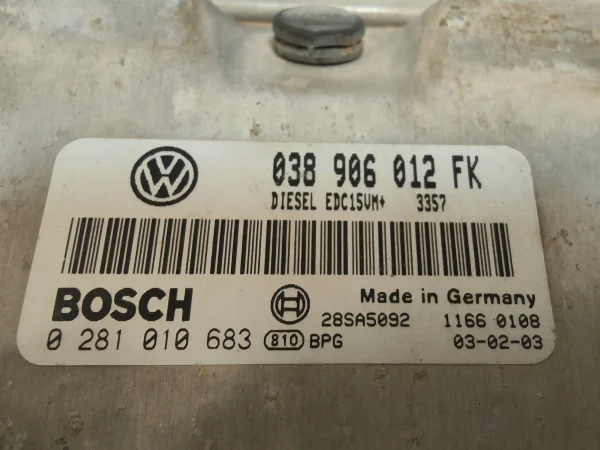 038 906 012 FK
DIESEL EDC15VM+ 3357
BOSCH
Made in Germany
28SA5092 1166 0108
0 281 010 683 810 BPG 03-02-03